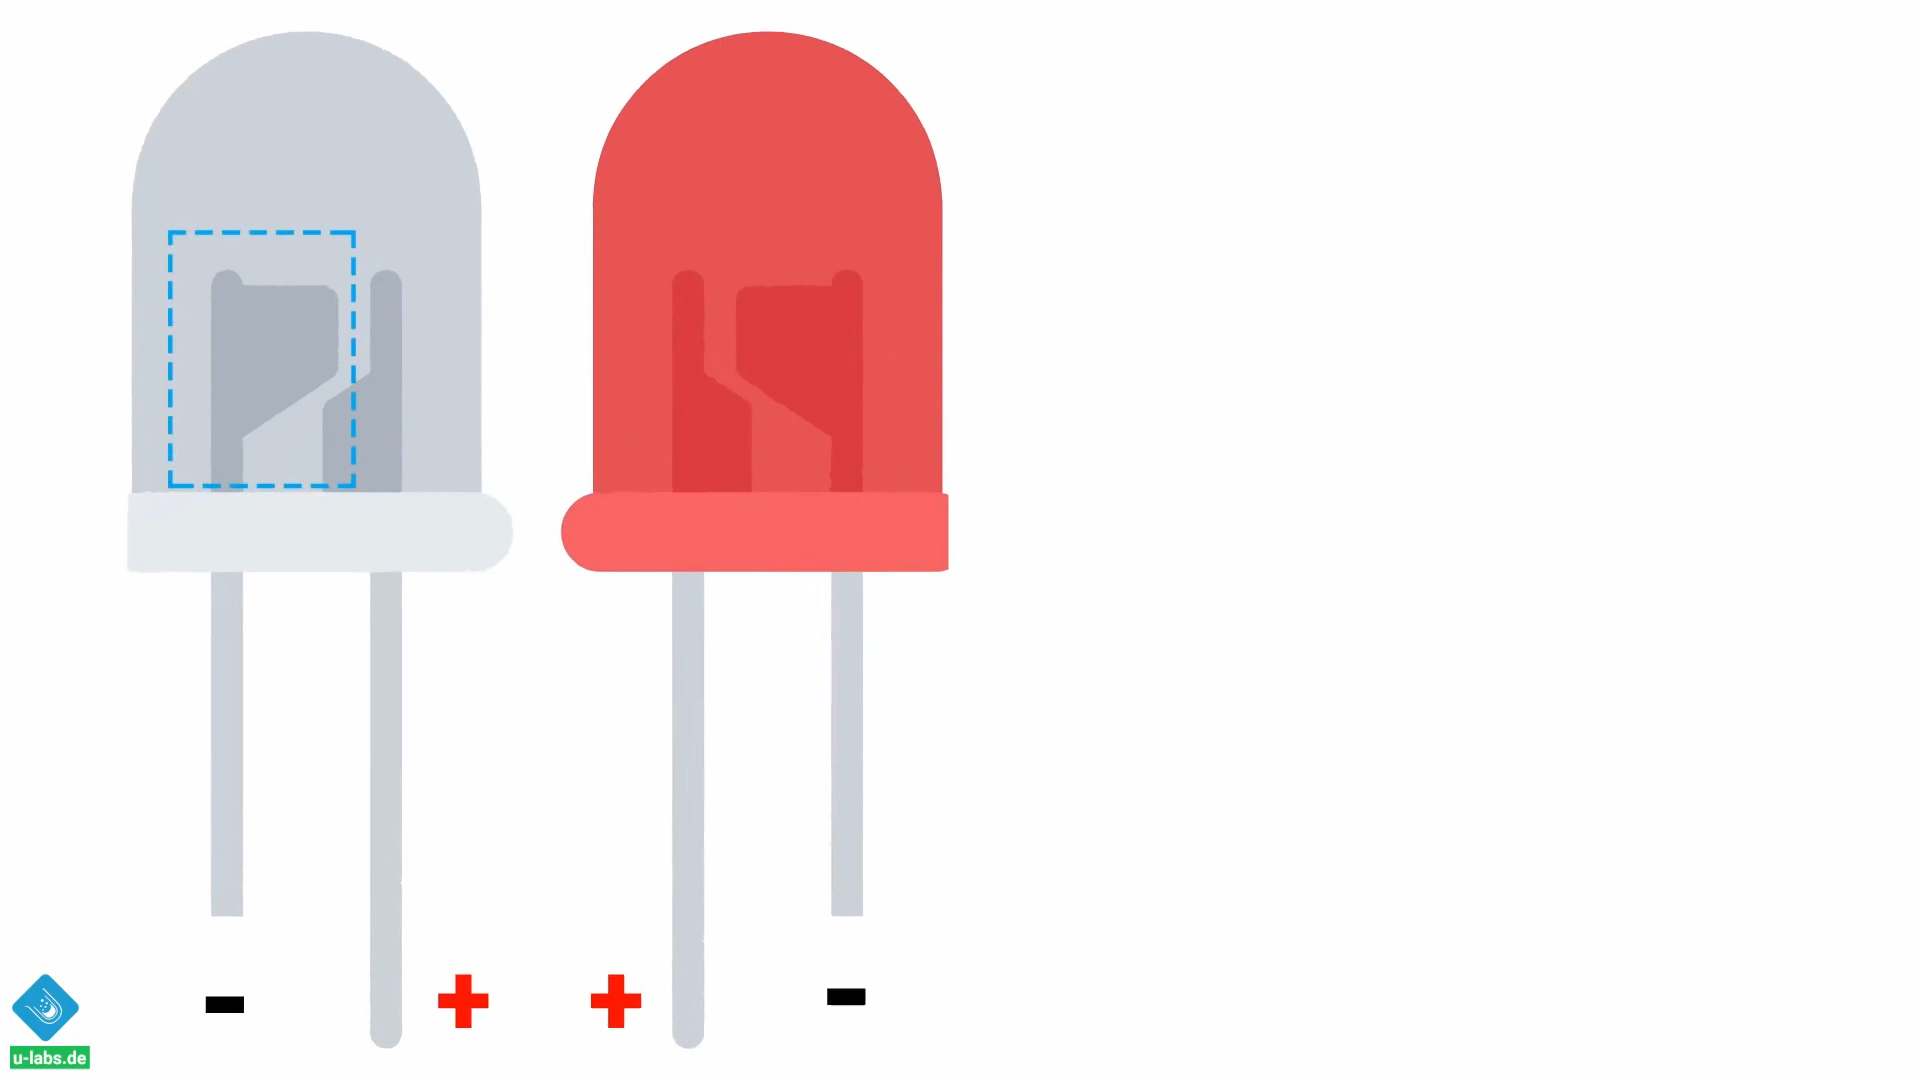 - + + -
u-labs.de